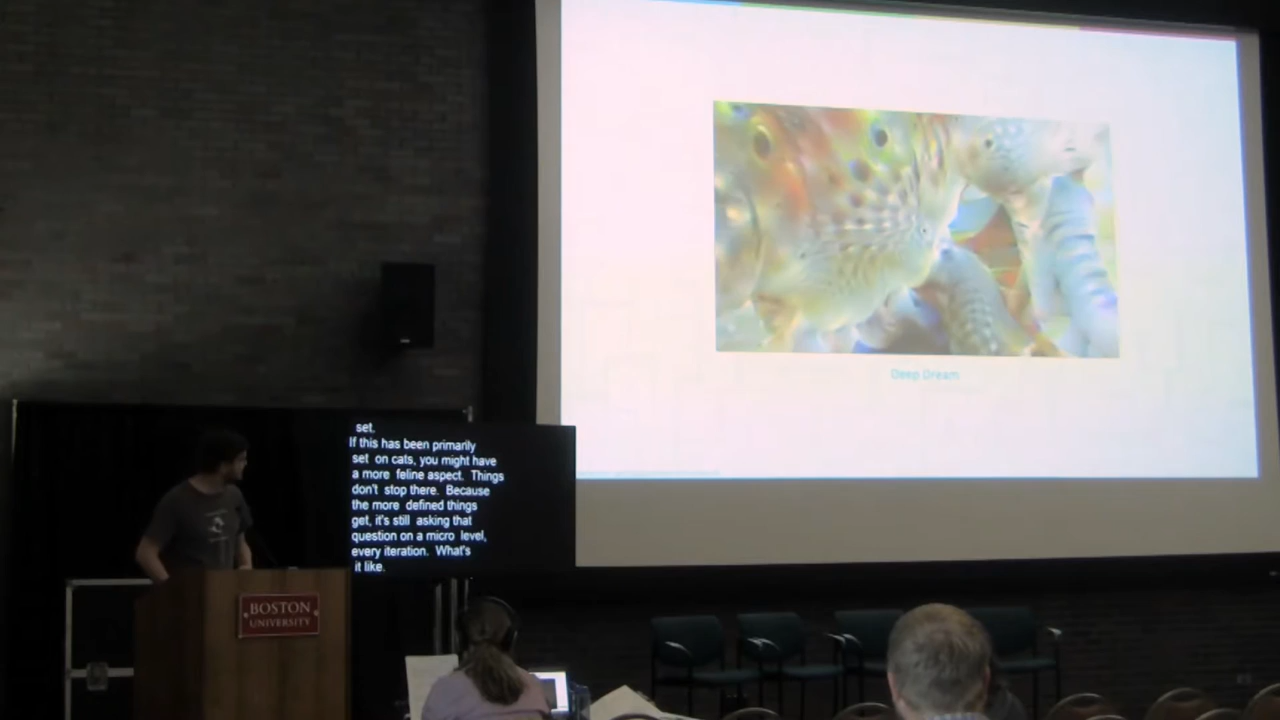 Deep Dream
set.
If this has been primarily
set on cats, you might have
a more feline aspect. Things
don't stop there. Because
the more defined things
get, it's still asking that
question on a micro level,
every iteration. What's
it like.
BOSTON
UNIVERSITY